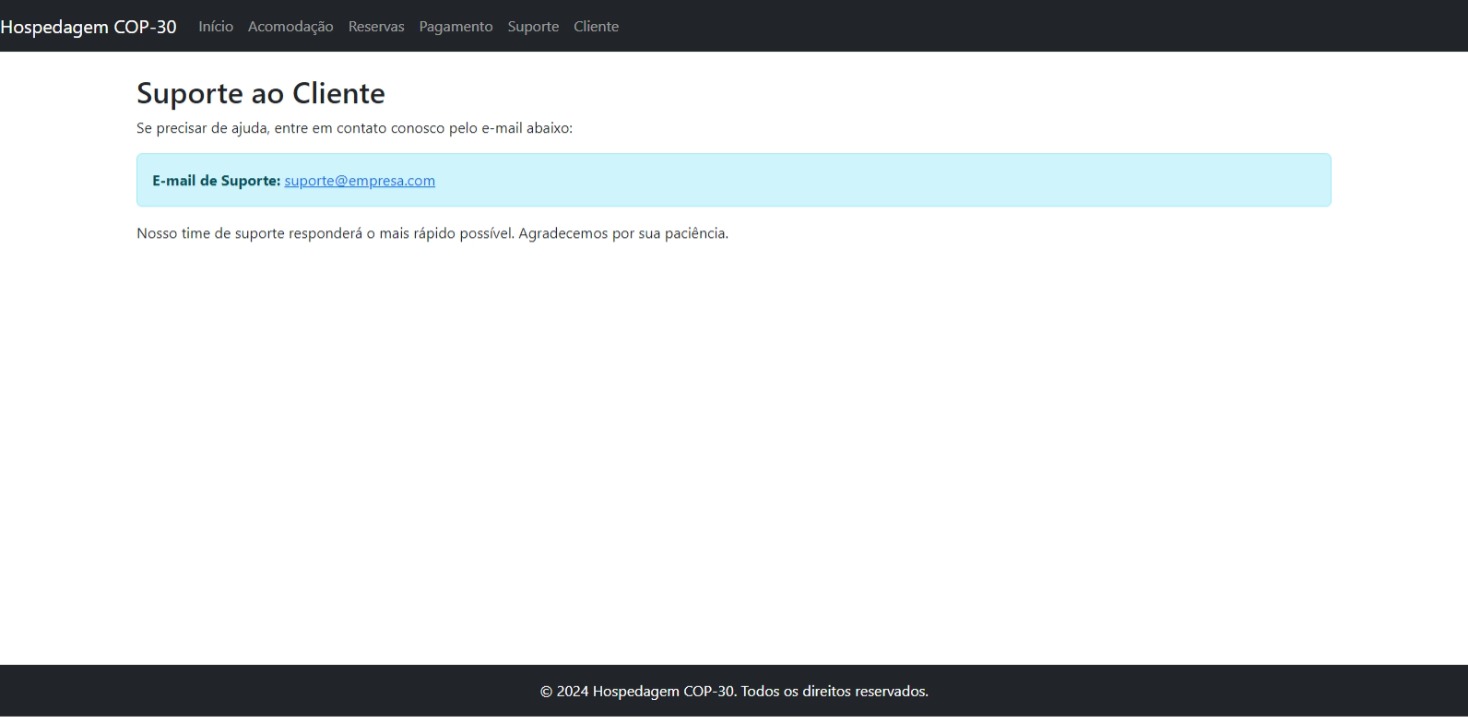 Hospedagem COP-30 Início Acomodação Reservas Pagamento Suporte Cliente
Suporte ao Cliente
Se precisar de ajuda, entre em contato conosco pelo e-mail abaixo:
E-mail de Suporte: suporte@empresa.com
Nosso time de suporte responderá o mais rápido possível. Agradecemos por sua paciência.
© 2024 Hospedagem COP-30. Todos os direitos reservados.